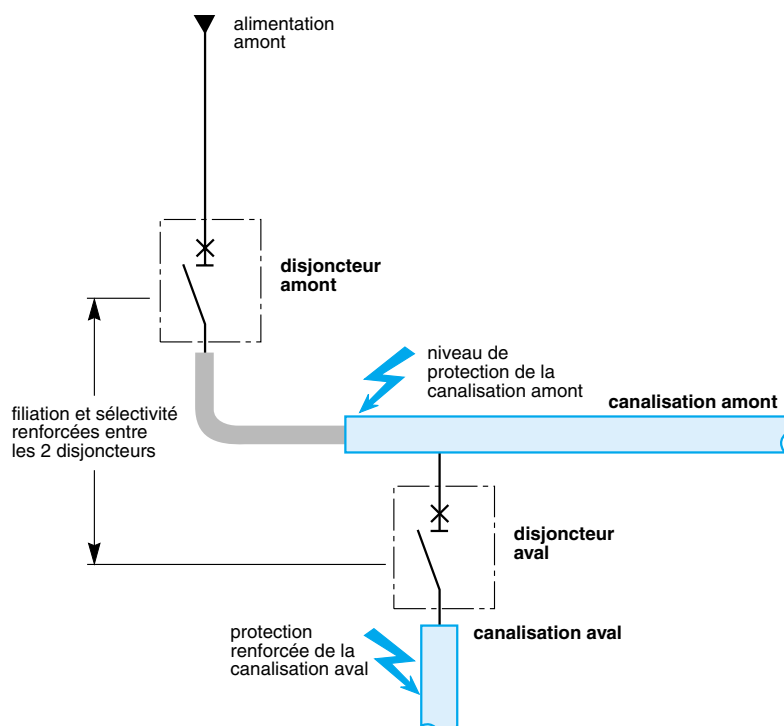 alimentation
amont
disjoncteur
amont
niveau de
protection de la
canalisation amont
canalisation amont
filiation et sélectivité
renforcées entre
les 2 disjoncteurs
disjoncteur
aval
protection
renforcée de la
canalisation aval
canalisation aval